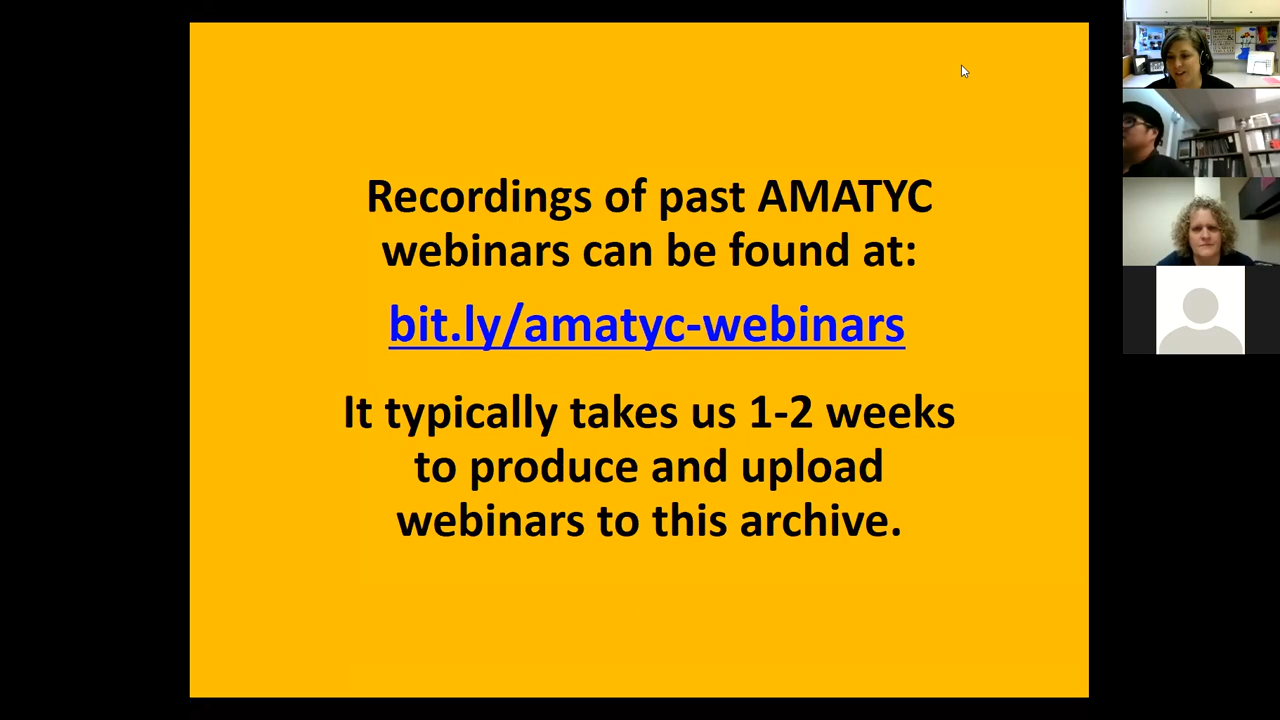 Recordings of past AMATYC
webinars can be found at:
bit.ly/amatyc-webinars
It typically takes us 1-2 weeks
to produce and upload
webinars to this archive.